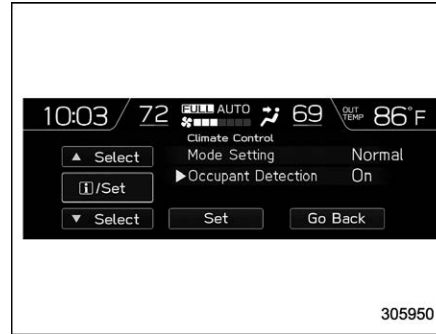 10:03 72 FULL AUTO 69 OUT TEMP 86°F
Climate Control
▲ Select Mode Setting Normal
i/Set ▶Occupant Detection On
▼ Select Set Go Back
305950